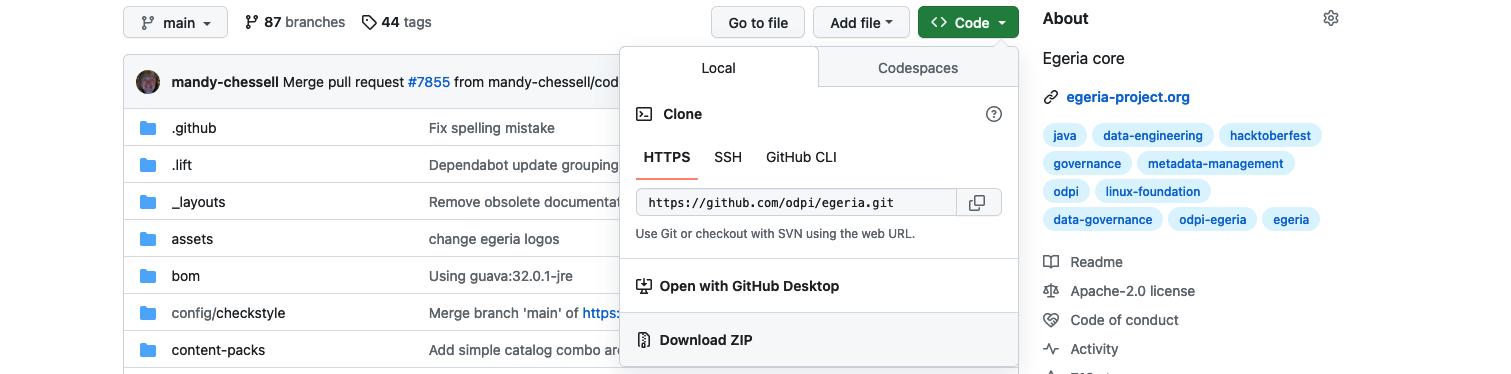 main
87 branches
44 tags
Go to file
Add file
Code
mandy-chessell Merge pull request #7855 from mandy-chessell/cod
.github
Fix spelling mistake
.lift
Dependabot update grouping
_layouts
Remove obsolete documentat
assets
change egeria logos
bom
Using guava:32.0.1-jre
config/checkstyle
Merge branch 'main' of https:
content-packs
Add simple catalog combo arc
Local
Codespaces
Clone
HTTPS
SSH
GitHub CLI
https://github.com/odpi/egeria.git
Use Git or checkout with SVN using the web URL.
Open with GitHub Desktop
Download ZIP
About
Egeria core
egeria-project.org
java data-engineering hacktoberfest
governance metadata-management
odpi linux-foundation
data-governance odpi-egeria egeria
Readme
Apache-2.0 license
Code of conduct
Activity